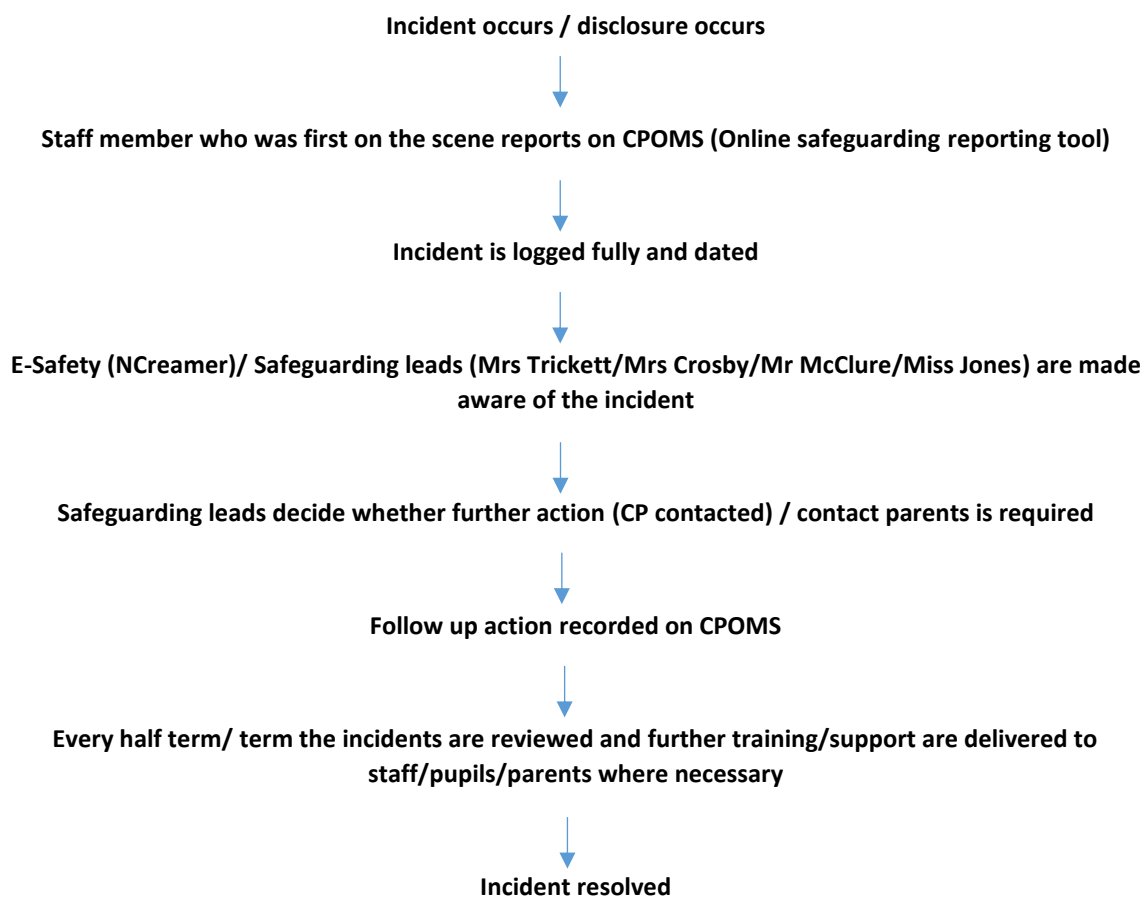 Incident occurs / disclosure occurs
Staff member who was first on the scene reports on CPOMS (Online safeguarding reporting tool)
Incident is logged fully and dated
E-Safety (NCreamer)/ Safeguarding leads (Mrs Trickett/Mrs Crosby/Mr McClure/Miss Jones) are made
aware of the incident
Safeguarding leads decide whether further action (CP contacted) / contact parents is required
Follow up action recorded on CPOMS
Every half term/ term the incidents are reviewed and further training/support are delivered to
staff/pupils/parents where necessary
Incident resolved